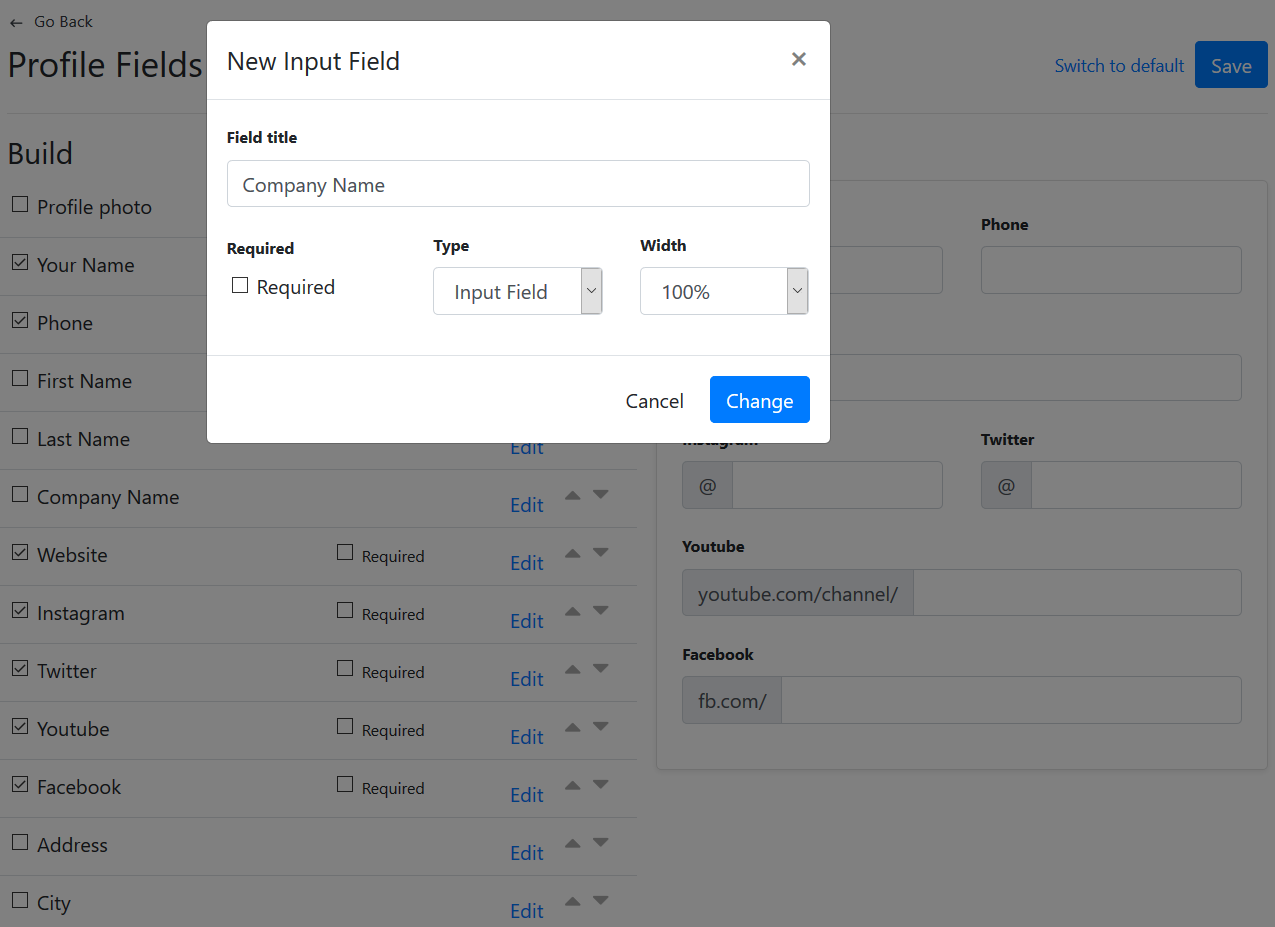 ← Go Back
Profile Fields
Switch to default
Save
New Input Field
×
Field title
Company Name
Required
Type
Width
Required
Input Field
100%
Cancel
Change
Build
Profile photo
Your Name
Phone
First Name
Last Name
Edit
Company Name
Edit
Website
Required
Edit
Instagram
Required
Edit
Twitter
Required
Edit
Youtube
Required
Edit
Facebook
Required
Edit
Address
Edit
City
Edit
Phone
Instagram
Twitter
@
@
Youtube
youtube.com/channel/
Facebook
fb.com/